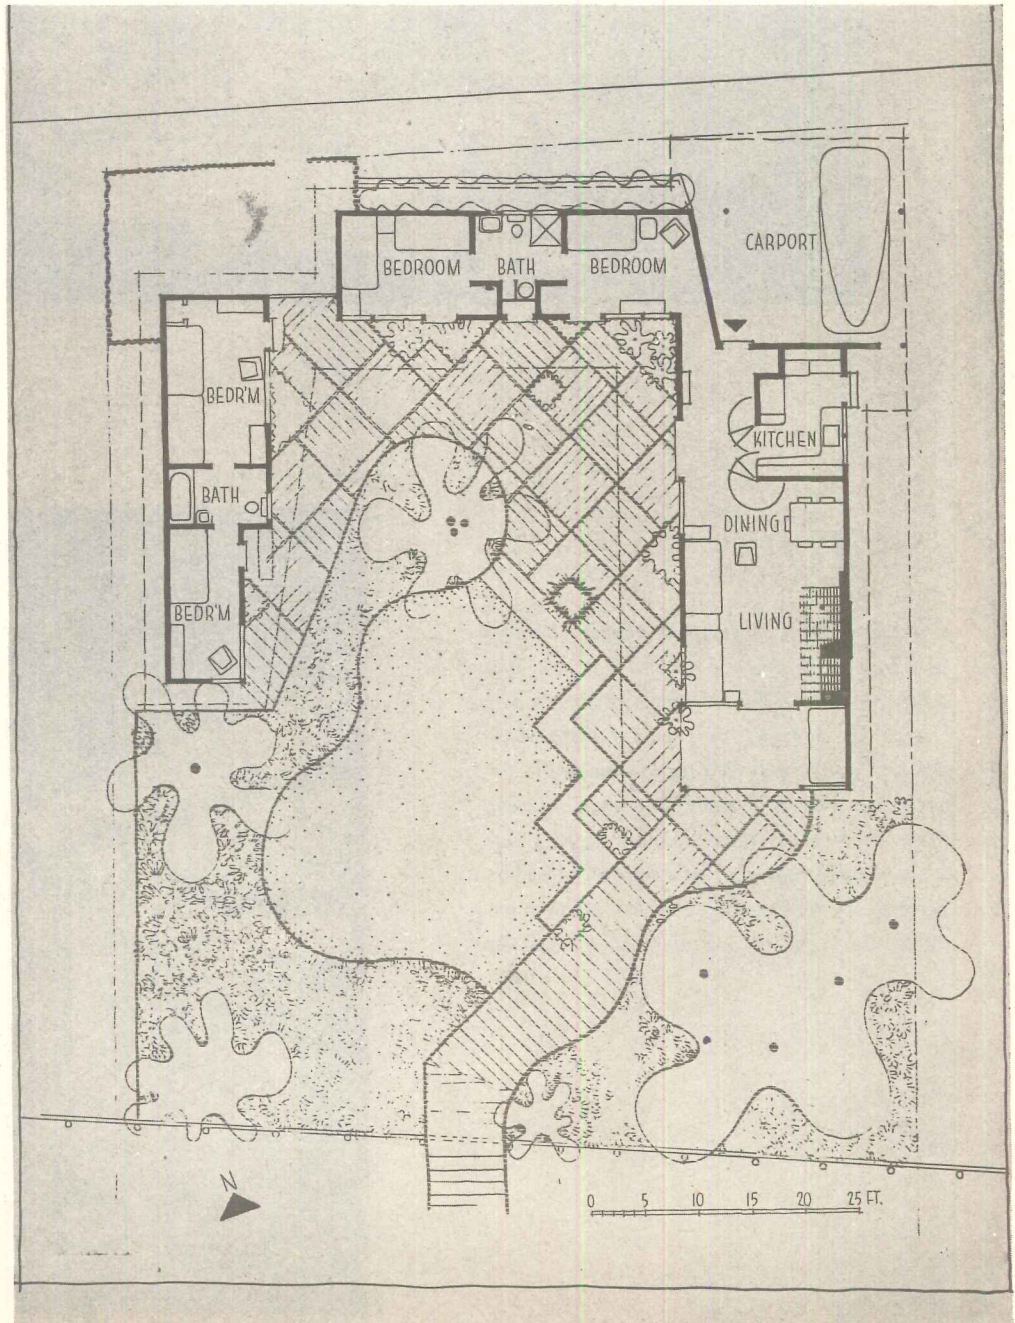 CARPORT
BEDROOM BATH BEDROOM
BEDR'M
KITCHEN
BATH
DINING
BEDR'M
LIVING
N
0 5 10 15 20 25 FT.